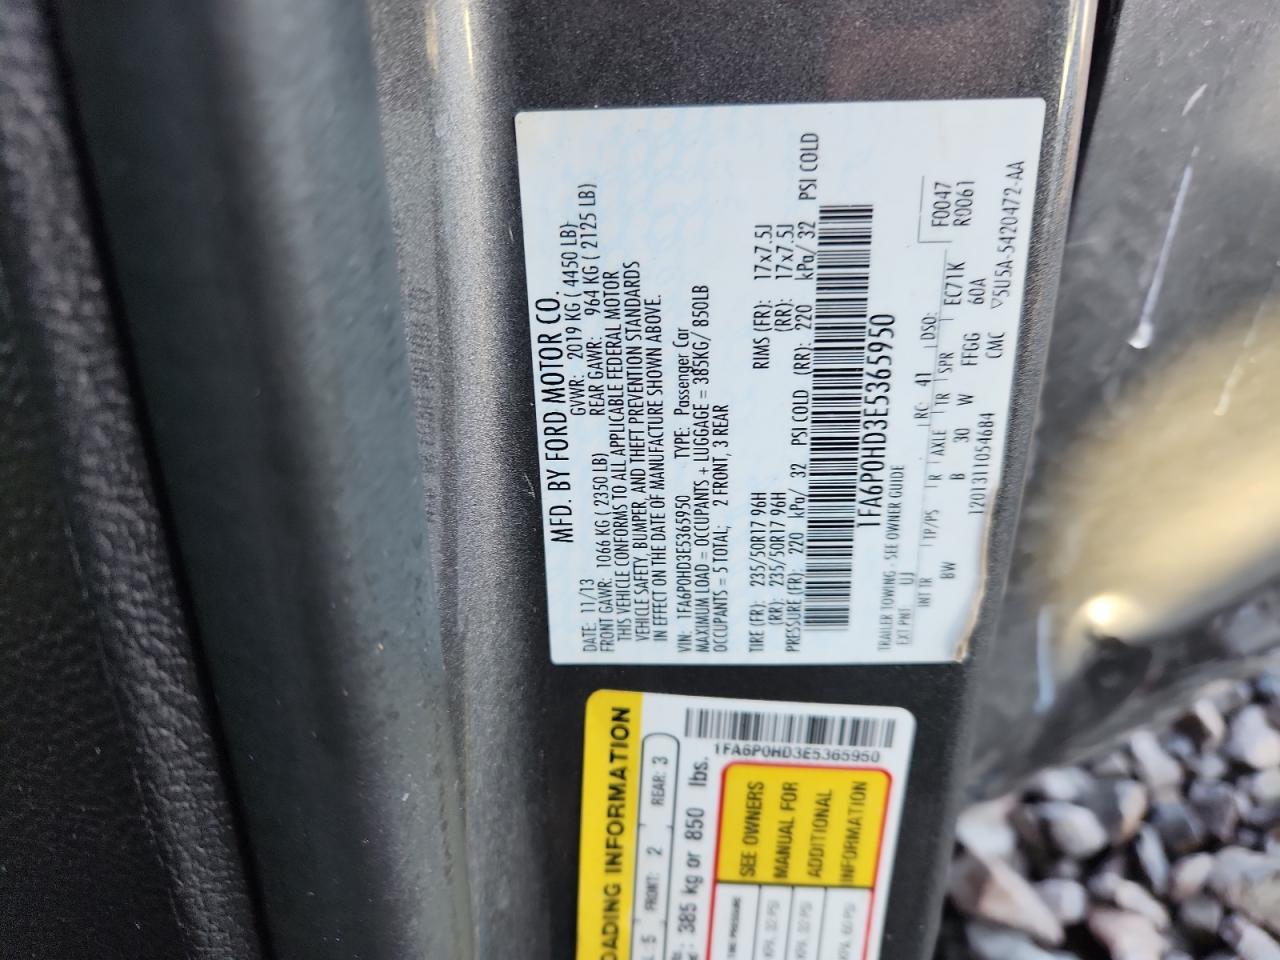 MFD. BY FORD MOTOR CO.
DATE: 11/13 GVWR: 2019 KG ( 4450 LB)
FRONT GAWR: 1066 KG ( 2350 LB) REAR GAWR: 964 KG ( 2125 LB)
THIS VEHICLE CONFORMS TO ALL APPLICABLE FEDERAL MOTOR
VEHICLE SAFETY, BUMPER, AND THEFT PREVENTION STANDARDS
IN EFFECT ON THE DATE OF MANUFACTURE SHOWN ABOVE.
VIN: 1FA6P0HD3E5365950 TYPE: Passenger Car
MAXIMUM LOAD = OCCUPANTS + LUGGAGE = 385KG/ 850LB
OCCUPANTS = 5 TOTAL; 2 FRONT, 3 REAR
TIRE (FR): 235/50R17 96H RIMS (FR): 17x7.5J
(RR): 235/50R17 96H (RR): 17x7.5J
PRESSURE (FR): 220 kPa/ 32 PSI COLD (RR): 220 kPa/ 32 PSI COLD
1FA6P0HD3E5365950
TRAILER TOWING - SEE OWNER GUIDE
EXT PNT: UJ RC: 41 DSO: F0047
INT TR TP/PS R AXLE TR SPR EC71K R0061
BW B 30 W FFGG 60A
12013110546B4 CMC ▽5U5A-5420472-AA
LOADING INFORMATION
FRONT: 2 REAR: 3
385 kg or 850 lbs.
1FA6P0HD3E5365950
SEE OWNERS
MANUAL FOR
ADDITIONAL
INFORMATION